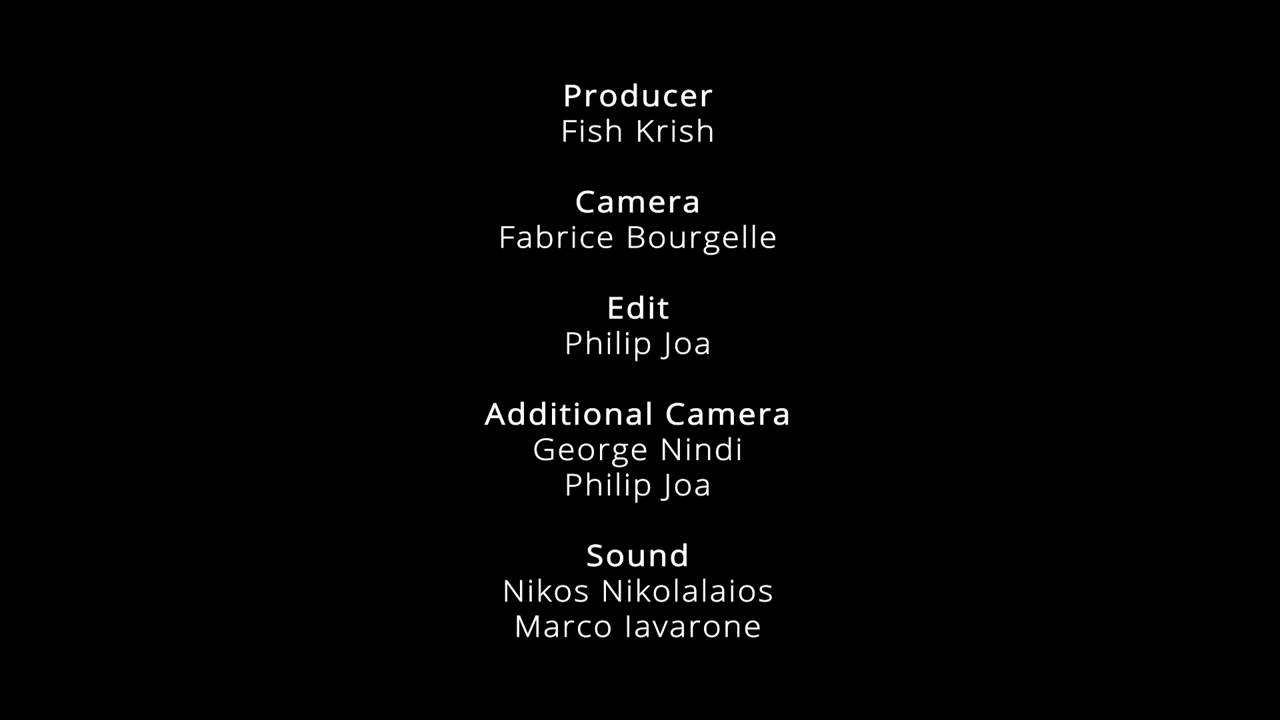 Producer
Fish Krish
Camera
Fabrice Bourgelle
Edit
Philip Joa
Additional Camera
George Nindi
Philip Joa
Sound
Nikos Nikolalaios
Marco Iavarone